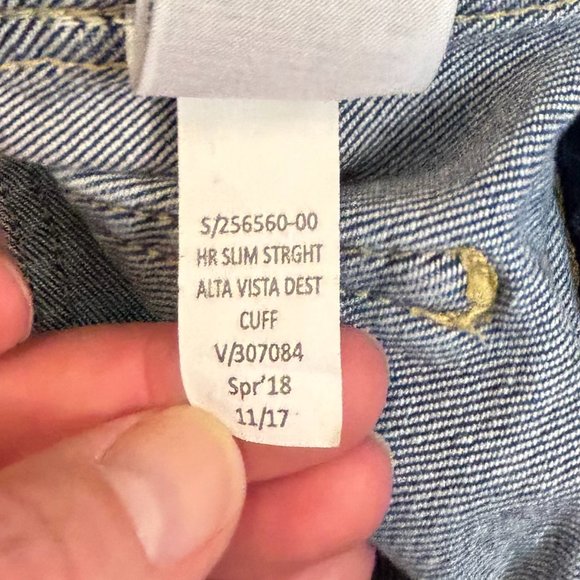 S/256560-00
HR SLIM STRGHT
ALTA VISTA DEST
CUFF
V/307084
Spr'18
11/17